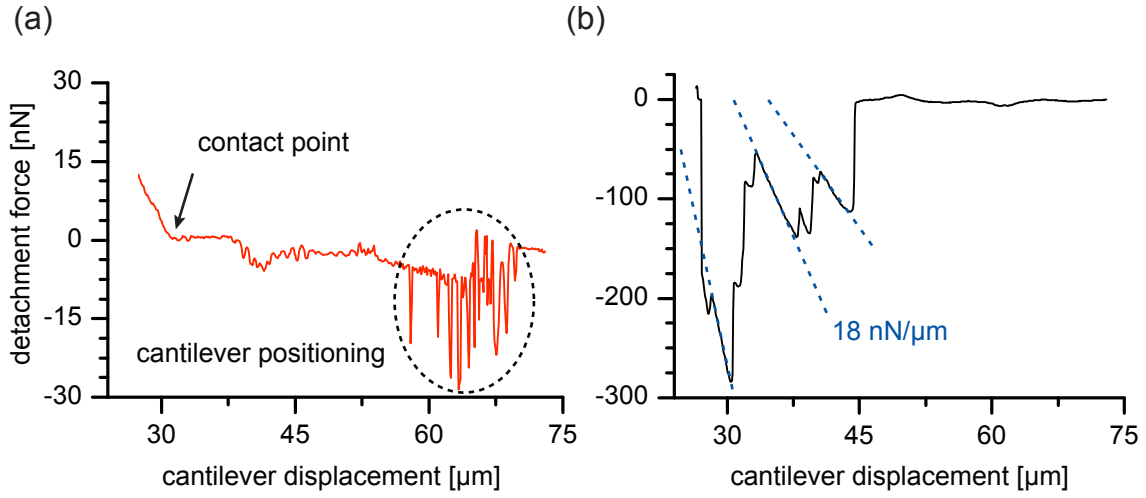 (a)
(b)
detachment force [nN]
30
15
0
-15
-30
contact point
cantilever positioning
30
45
60
75
cantilever displacement [µm]
0
-100
-200
-300
18 nN/µm
30
45
60
75
cantilever displacement [µm]